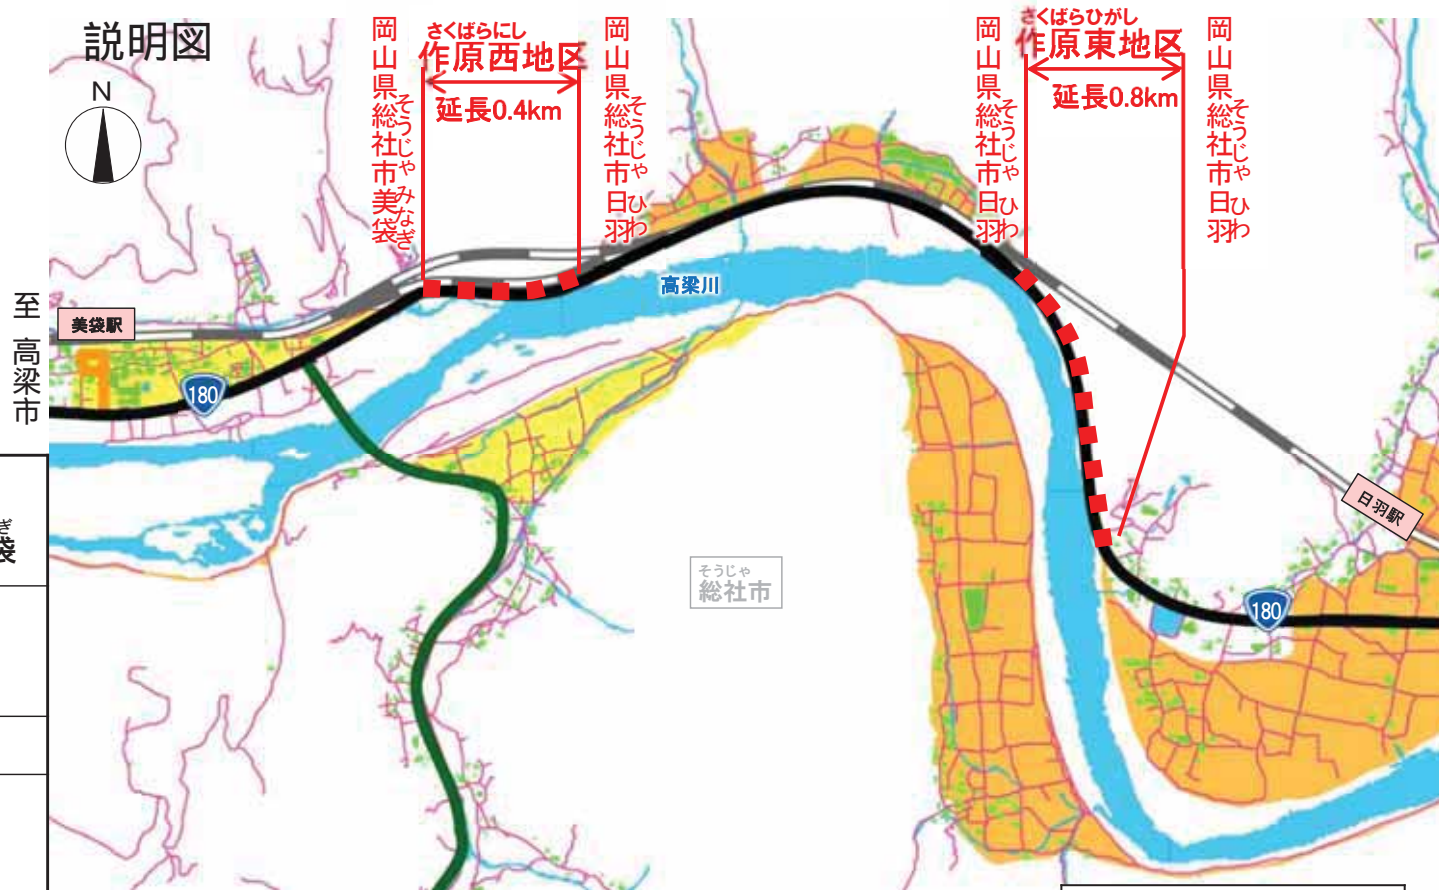 説明図
N
岡山県総社市美袋
そうじゃ みなぎ
さくばらにし
作原西地区
延長0.4km
岡山県総社市日羽
そうじゃ ひわ
岡山県総社市日羽
そうじゃ ひわ
さくばらひがし
作原東地区
延長0.8km
岡山県総社市日羽
そうじゃ ひわ
至 高梁市
美袋駅
180
高梁川
日羽駅
そうじゃ
総社市
180
ぎ
袋